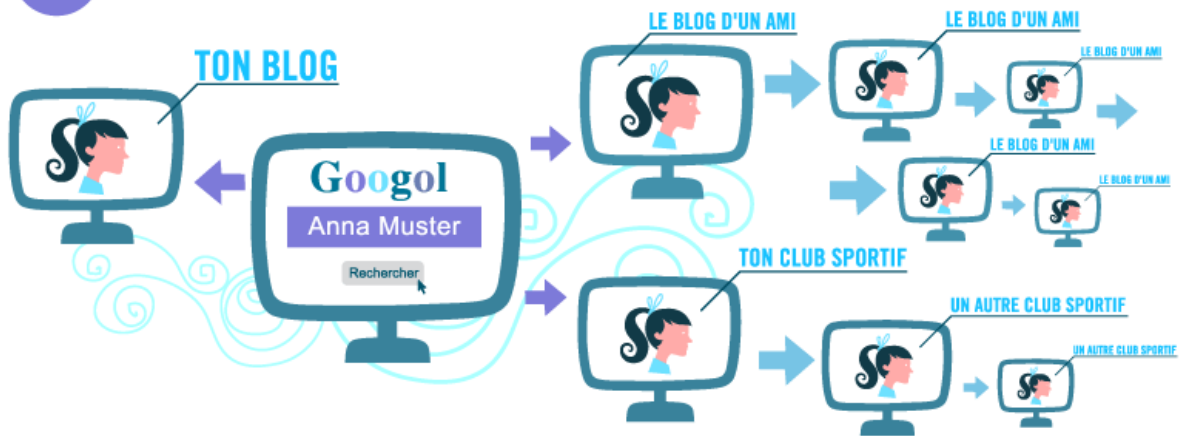 TON BLOG
Googol
Anna Muster
Rechercher
LE BLOG D'UN AMI
LE BLOG D'UN AMI
LE BLOG D'UN AMI
LE BLOG D'UN AMI
LE BLOG D'UN AMI
TON CLUB SPORTIF
UN AUTRE CLUB SPORTIF
UN AUTRE CLUB SPORTIF